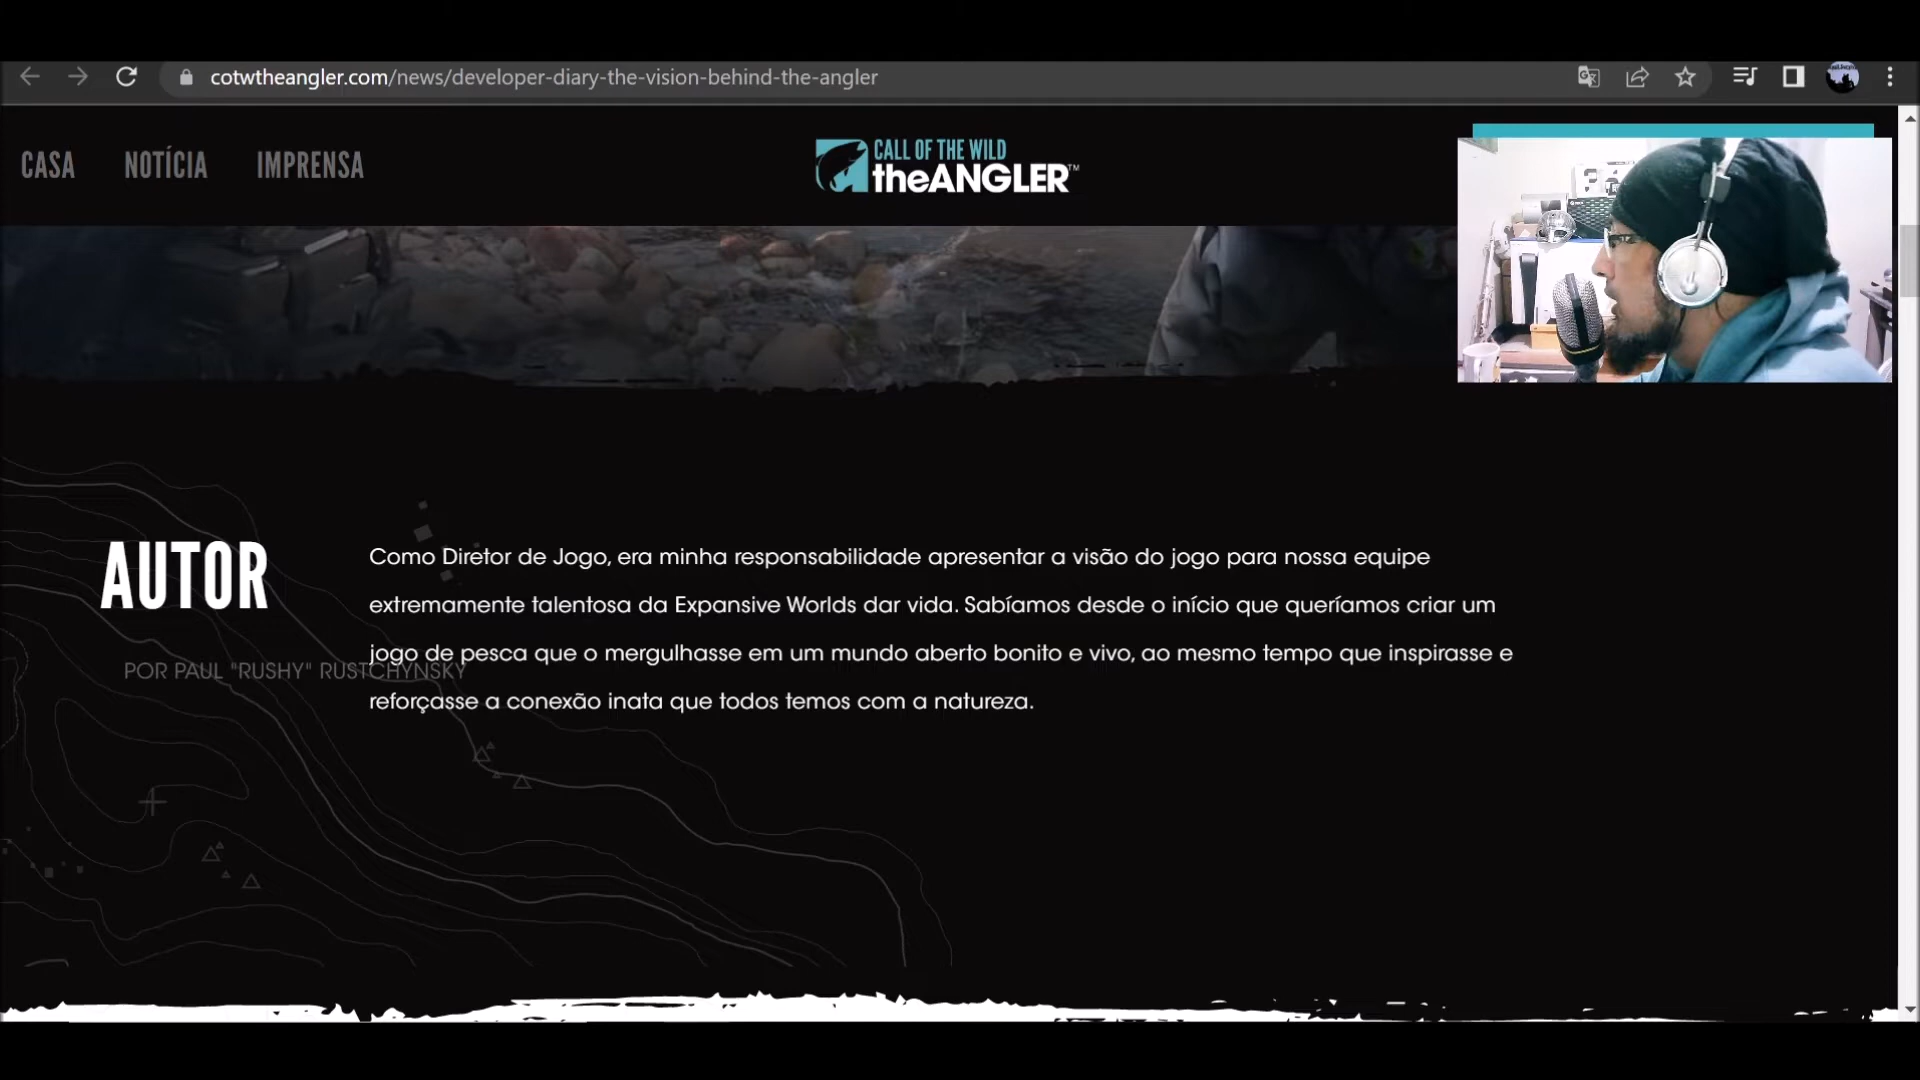 cotwtheangler.com/news/developer-diary-the-vision-behind-the-angler
CASA NOTÍCIA IMPRENSA
CALL OF THE WILD
theANGLER™
AUTOR
POR PAUL "RUSHY" RUSTCHYNSKY
Como Diretor de Jogo, era minha responsabilidade apresentar a visão do jogo para nossa equipe
extremamente talentosa da Expansive Worlds dar vida. Sabíamos desde o início que queríamos criar um
jogo de pesca que o mergulhasse em um mundo aberto bonito e vivo, ao mesmo tempo que inspirasse e
reforçasse a conexão inata que todos temos com a natureza.